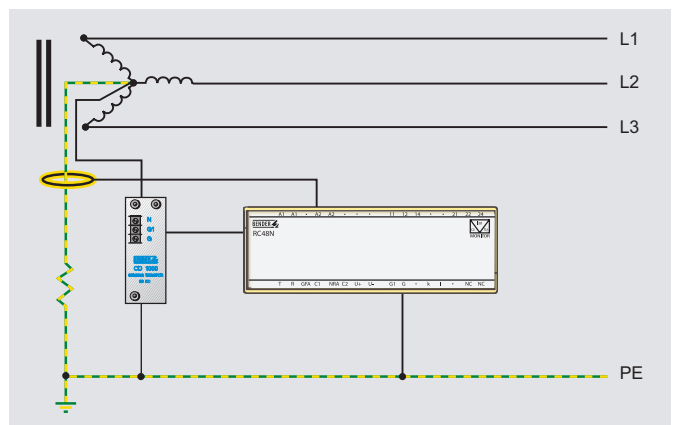 L1
L2
L3
A1 A1 · A2 A2 · · · 11 12 14 · · 21 22 24
BENDER
RC48N
MONITOR
N
G1
G
BENDER
CD 1000
T R GFA C1 NRA C2 U+ U- G1 G · k l · NC NC
PE